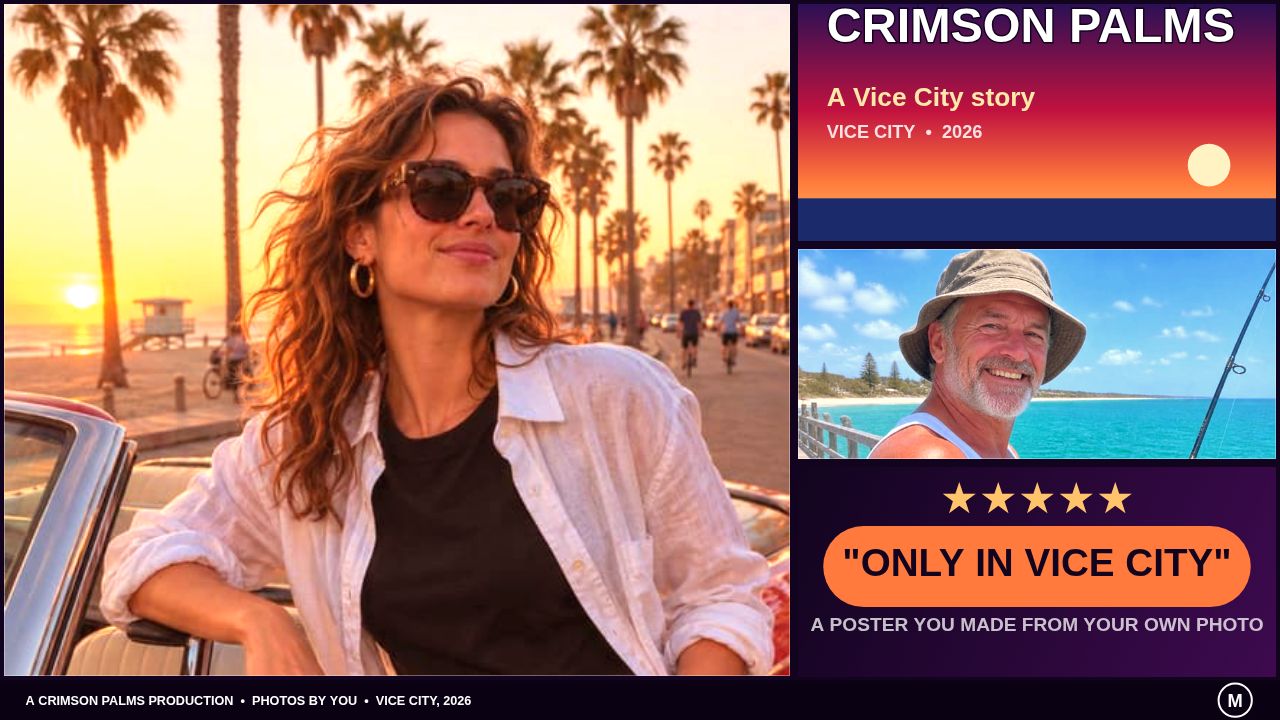 CRIMSON PALMS
A Vice City story
VICE CITY • 2026
★★★★★
"ONLY IN VICE CITY"
A POSTER YOU MADE FROM YOUR OWN PHOTO
A CRIMSON PALMS PRODUCTION • PHOTOS BY YOU • VICE CITY, 2026
M